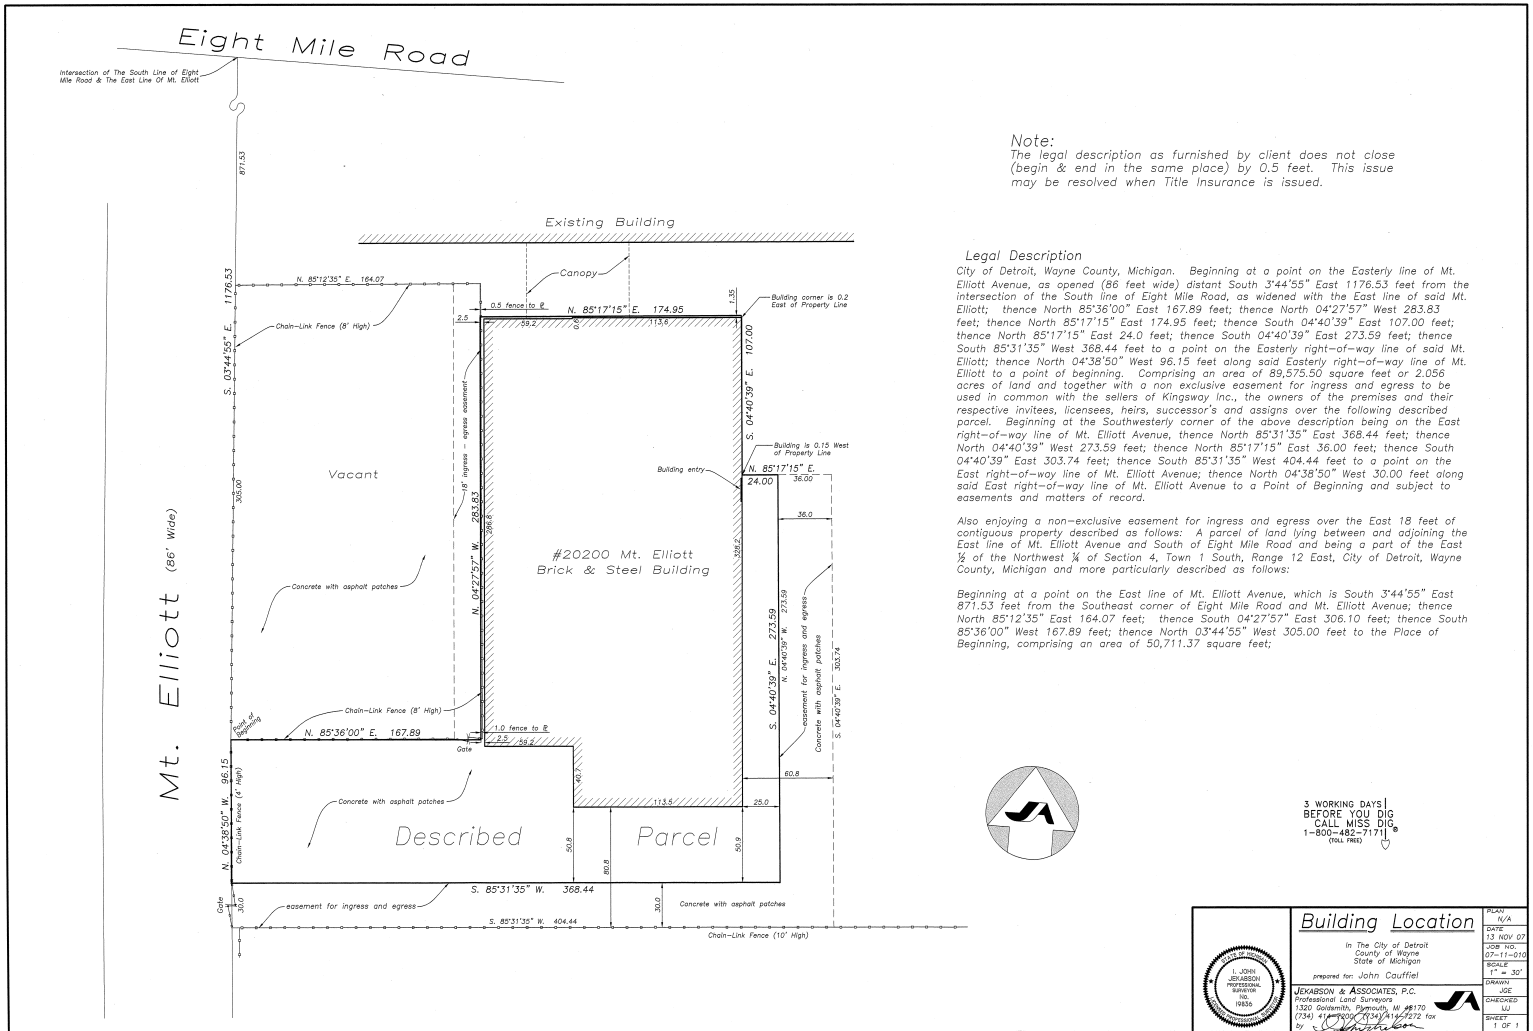 Eight Mile Road
Intersection of The South Line of Eight
Mile Road & The East Line Of Mt. Elliott
871.53
Note:
The legal description as furnished by client does not close
(begin & end in the same place) by 0.5 feet. This issue
may be resolved when Title Insurance is issued.
Existing Building
Canopy
N. 85°12'35" E. 164.07
S. 03°44'55" E. 1176.53
305.00
Chain-Link Fence (8' High)
0.5 fence to ℄
N. 85°17'15" E. 174.95
2.5
59.2
0.6
113.6
1.35
Building corner is 0.2
East of Property Line
S. 04°40'39" E. 107.00
18' ingress - egress easement
Vacant
Building is 0.15 West
of Property Line
Building entry
N. 85°17'15" E.
24.00
36.00
36.0
N. 04°27'57" W. 283.83
286.6
328.2
#20200 Mt. Elliott
Brick & Steel Building
Mt. Elliott (86' Wide)
Concrete with asphalt patches
S. 04°40'39" E. 273.59
N. 04°40'39" W. 273.59
easement for ingress and egress
Concrete with asphalt patches
S. 04°40'39" E. 303.74
Chain-Link Fence (8' High)
Point of
Beginning
N. 85°36'00" E. 167.89
1.0 fence to ℄
2.5
59.2
Gate
40.7
113.5
60.8
25.0
N. 04°38'50" W. 96.15
Chain-Link Fence (4' High)
Concrete with asphalt patches
Described Parcel
50.8
80.8
50.9
S. 85°31'35" W. 368.44
Gate
30.0
easement for ingress and egress
30.0
Concrete with asphalt patches
S. 85°31'35" W. 404.44
Chain-Link Fence (10' High)
Legal Description
City of Detroit, Wayne County, Michigan. Beginning at a point on the Easterly line of Mt.
Elliott Avenue, as opened (86 feet wide) distant South 3°44'55" East 1176.53 feet from the
intersection of the South line of Eight Mile Road, as widened with the East line of said Mt.
Elliott; thence North 85°36'00" East 167.89 feet; thence North 04°27'57" West 283.83
feet; thence North 85°17'15" East 174.95 feet; thence South 04°40'39" East 107.00 feet;
thence North 85°17'15" East 24.0 feet; thence South 04°40'39" East 273.59 feet; thence
South 85°31'35" West 368.44 feet to a point on the Easterly right-of-way line of said Mt.
Elliott; thence North 04°38'50" West 96.15 feet along said Easterly right-of-way line of Mt.
Elliott to a point of beginning. Comprising an area of 89,575.50 square feet or 2.056
acres of land and together with a non exclusive easement for ingress and egress to be
used in common with the sellers of Kingsway Inc., the owners of the premises and their
respective invitees, licensees, heirs, successor's and assigns over the following described
parcel. Beginning at the Southwesterly corner of the above description being on the East
right-of-way line of Mt. Elliott Avenue, thence North 85°31'35" East 368.44 feet; thence
North 04°40'39" West 273.59 feet; thence North 85°17'15" East 36.00 feet; thence South
04°40'39" East 303.74 feet; thence South 85°31'35" West 404.44 feet to a point on the
East right-of-way line of Mt. Elliott Avenue; thence North 04°38'50" West 30.00 feet along
said East right-of-way line of Mt. Elliott Avenue to a Point of Beginning and subject to
easements and matters of record.
Also enjoying a non-exclusive easement for ingress and egress over the East 18 feet of
contiguous property described as follows: A parcel of land lying between and adjoining the
East line of Mt. Elliott Avenue and South of Eight Mile Road and being a part of the East
½ of the Northwest ¼ of Section 4, Town 1 South, Range 12 East, City of Detroit, Wayne
County, Michigan and more particularly described as follows:
Beginning at a point on the East line of Mt. Elliott Avenue, which is South 3°44'55" East
871.53 feet from the Southeast corner of Eight Mile Road and Mt. Elliott Avenue; thence
North 85°12'35" East 164.07 feet; thence South 04°27'57" East 306.10 feet; thence South
85°36'00" West 167.89 feet; thence North 03°44'55" West 305.00 feet to the Place of
Beginning, comprising an area of 50,711.37 square feet;
JA
3 WORKING DAYS
BEFORE YOU DIG
CALL MISS DIG®
1-800-482-7171
(TOLL FREE)
STATE OF MICHIGAN
I. JOHN
JEKABSON
PROFESSIONAL
SURVEYOR
No.
19836
LICENSED PROFESSIONAL SURVEYOR
Building Location
In The City of Detroit
County of Wayne
State of Michigan
prepared for: John Cauffiel
JEKABSON & ASSOCIATES, P.C.
Professional Land Surveyors
1320 Goldsmith, Plymouth, MI 48170
(734) 414-7200 (734) 414-7272 fax
by
JA
PLAN
N/A
DATE
13 NOV 07
JOB NO.
07-11-010
SCALE
1" = 30'
DRAWN
JGE
CHECKED
IJJ
SHEET
1 OF 1